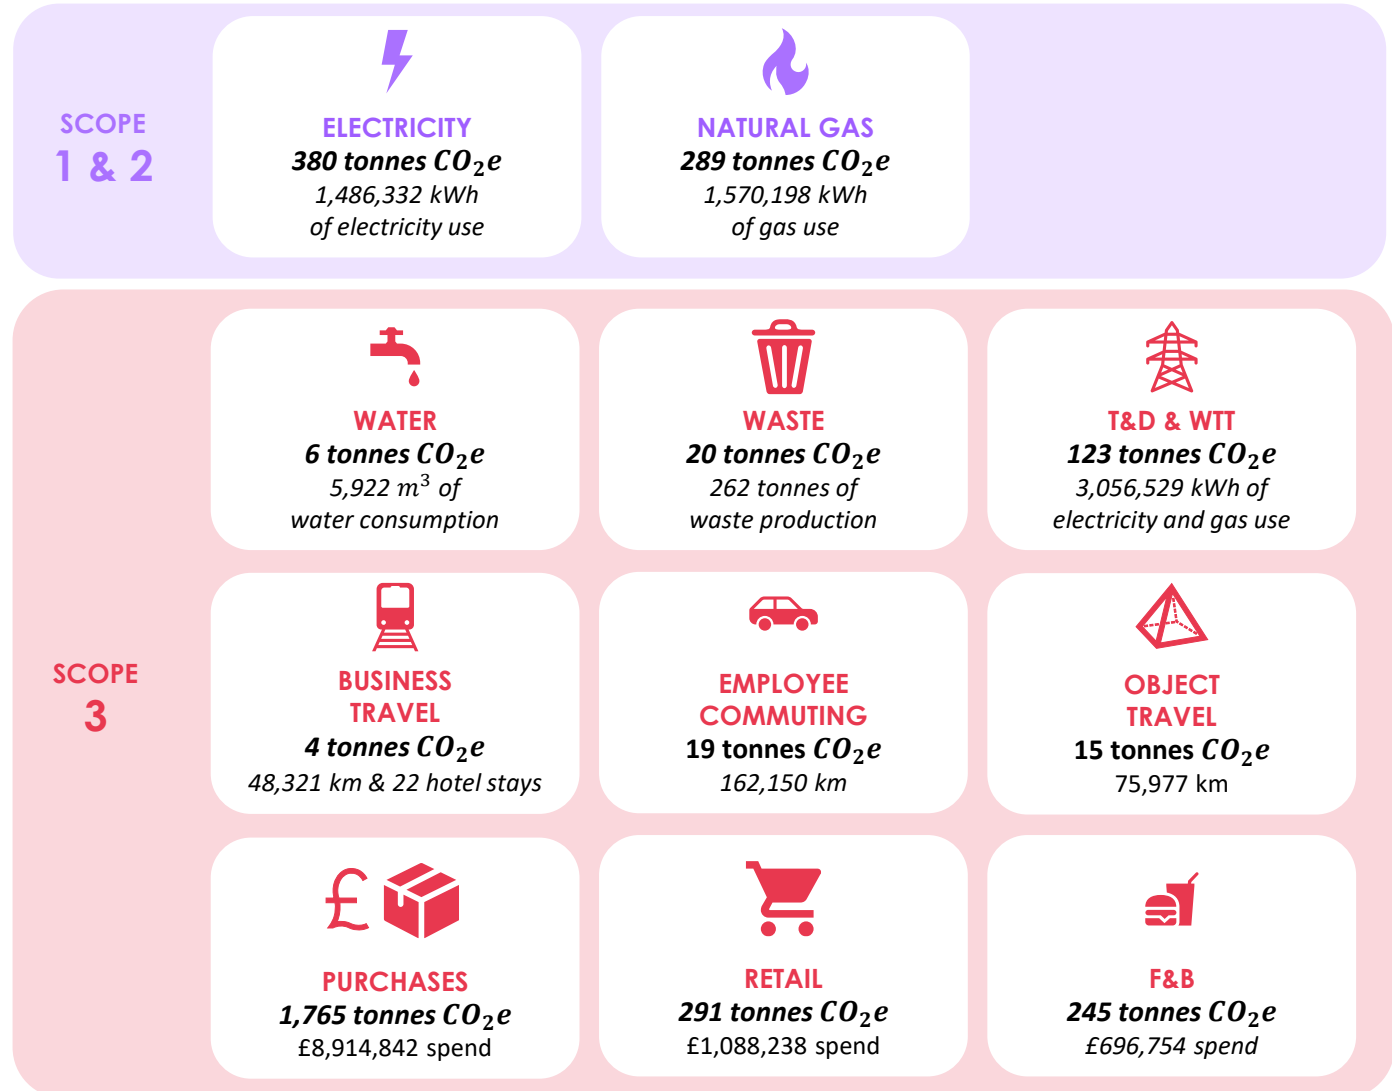 SCOPE
1 & 2
ELECTRICITY
380 tonnes CO₂e
1,486,332 kWh
of electricity use
NATURAL GAS
289 tonnes CO₂e
1,570,198 kWh
of gas use
SCOPE
3
WATER
6 tonnes CO₂e
5,922 m³ of
water consumption
WASTE
20 tonnes CO₂e
262 tonnes of
waste production
T&D & WTT
123 tonnes CO₂e
3,056,529 kWh of
electricity and gas use
BUSINESS
TRAVEL
4 tonnes CO₂e
48,321 km & 22 hotel stays
EMPLOYEE
COMMUTING
19 tonnes CO₂e
162,150 km
OBJECT
TRAVEL
15 tonnes CO₂e
75,977 km
£
PURCHASES
1,765 tonnes CO₂e
£8,914,842 spend
RETAIL
291 tonnes CO₂e
£1,088,238 spend
F&B
245 tonnes CO₂e
£696,754 spend